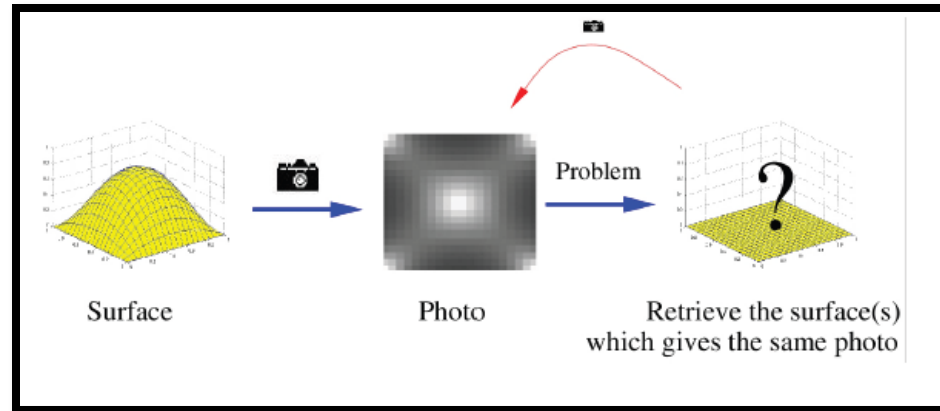 Problem
?
Surface
Photo
Retrieve the surface(s)
which gives the same photo